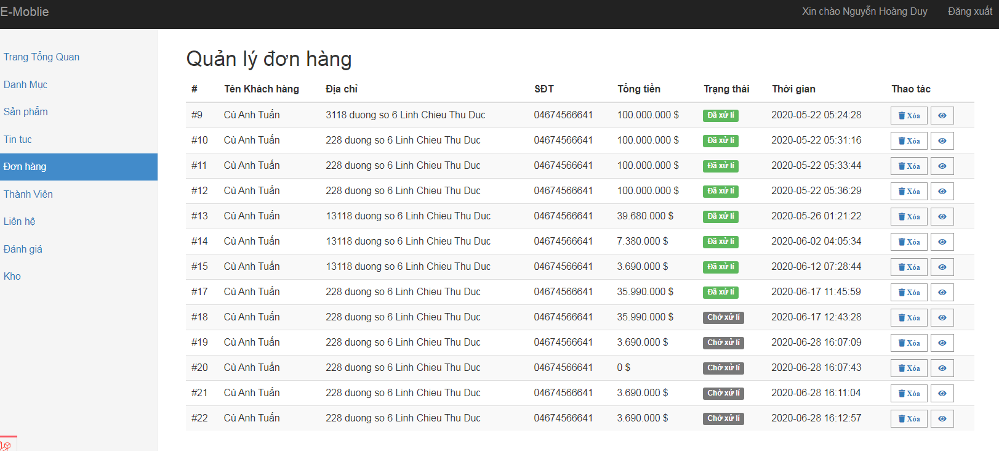 E-Moblie
Xin chào Nguyễn Hoàng Duy Đăng xuất
Trang Tổng Quan
Danh Mục
Sản phẩm
Tin tuc
Đơn hàng
Thành Viên
Liên hệ
Đánh giá
Kho
Quản lý đơn hàng
# Tên Khách hàng Địa chỉ SĐT Tổng tiền Trạng thái Thời gian Thao tác
#9 Cù Anh Tuấn 3118 duong so 6 Linh Chieu Thu Duc 04674566641 100.000.000 $ Đã xử lí 2020-05-22 05:24:28 Xóa
#10 Cù Anh Tuấn 228 duong so 6 Linh Chieu Thu Duc 04674566641 100.000.000 $ Đã xử lí 2020-05-22 05:31:16 Xóa
#11 Cù Anh Tuấn 228 duong so 6 Linh Chieu Thu Duc 04674566641 100.000.000 $ Đã xử lí 2020-05-22 05:33:44 Xóa
#12 Cù Anh Tuấn 228 duong so 6 Linh Chieu Thu Duc 04674566641 100.000.000 $ Đã xử lí 2020-05-22 05:36:29 Xóa
#13 Cù Anh Tuấn 13118 duong so 6 Linh Chieu Thu Duc 04674566641 39.680.000 $ Đã xử lí 2020-05-26 01:21:22 Xóa
#14 Cù Anh Tuấn 13118 duong so 6 Linh Chieu Thu Duc 04674566641 7.380.000 $ Đã xử lí 2020-06-02 04:05:34 Xóa
#15 Cù Anh Tuấn 13118 duong so 6 Linh Chieu Thu Duc 04674566641 3.690.000 $ Đã xử lí 2020-06-12 07:28:44 Xóa
#17 Cù Anh Tuấn 228 duong so 6 Linh Chieu Thu Duc 04674566641 35.990.000 $ Đã xử lí 2020-06-17 11:45:59 Xóa
#18 Cù Anh Tuấn 228 duong so 6 Linh Chieu Thu Duc 04674566641 35.990.000 $ Chờ xử lí 2020-06-17 12:43:28 Xóa
#19 Cù Anh Tuấn 228 duong so 6 Linh Chieu Thu Duc 04674566641 3.690.000 $ Chờ xử lí 2020-06-28 16:07:09 Xóa
#20 Cù Anh Tuấn 228 duong so 6 Linh Chieu Thu Duc 04674566641 0 $ Chờ xử lí 2020-06-28 16:07:43 Xóa
#21 Cù Anh Tuấn 228 duong so 6 Linh Chieu Thu Duc 04674566641 3.690.000 $ Chờ xử lí 2020-06-28 16:11:04 Xóa
#22 Cù Anh Tuấn 228 duong so 6 Linh Chieu Thu Duc 04674566641 3.690.000 $ Chờ xử lí 2020-06-28 16:12:57 Xóa